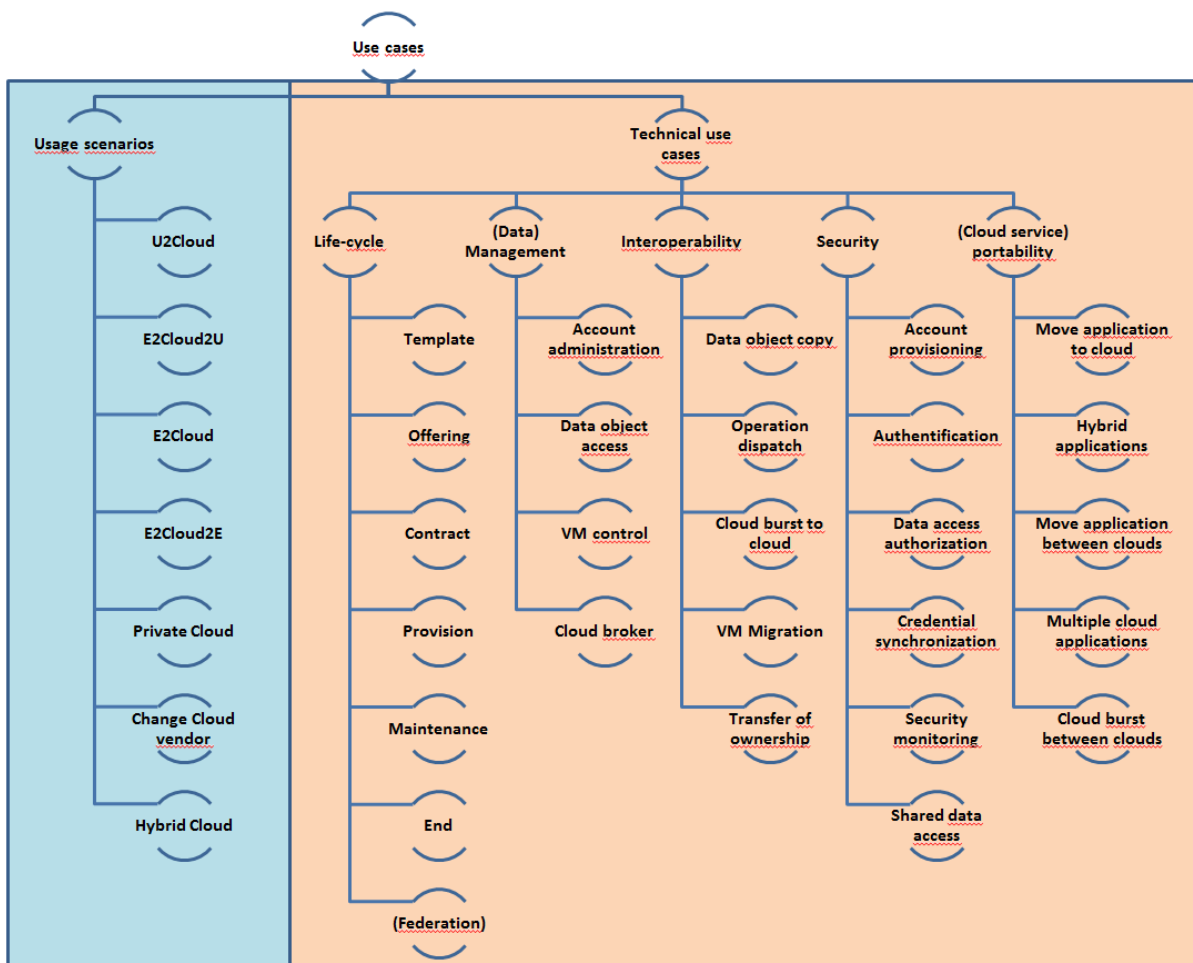 Use cases
Usage scenarios
U2Cloud
E2Cloud2U
E2Cloud
E2Cloud2E
Private Cloud
Change Cloud
vendor
Hybrid Cloud
Technical use
cases
Life-cycle
Template
Offering
Contract
Provision
Maintenance
End
(Federation)
(Data)
Management
Account
administration
Data object
access
VM control
Cloud broker
Interoperability
Data object copy
Operation
dispatch
Cloud burst to
cloud
VM Migration
Transfer of
ownership
Security
Account
provisioning
Authentification
Data access
authorization
Credential
synchronization
Security
monitoring
Shared data
access
(Cloud service)
portability
Move application
to cloud
Hybrid
applications
Move application
between clouds
Multiple cloud
applications
Cloud burst
between clouds